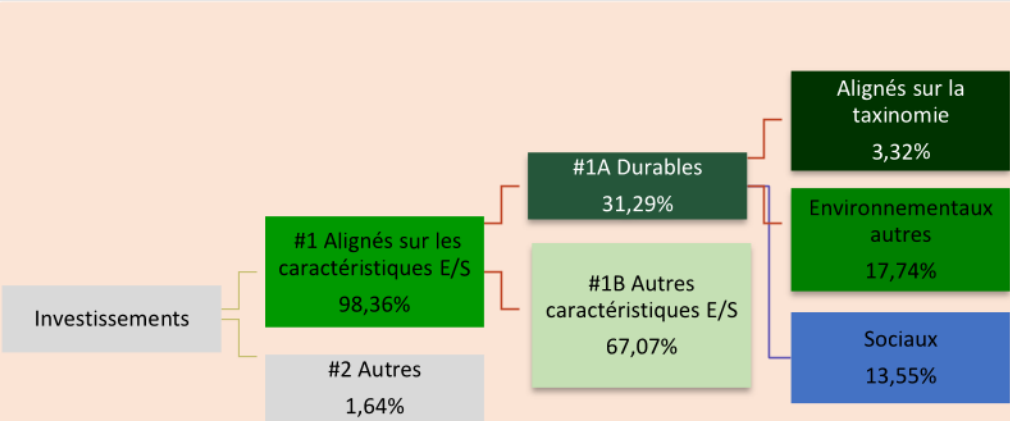 Investissements
#1 Alignés sur les
caractéristiques E/S
98,36%
#2 Autres
1,64%
#1A Durables
31,29%
#1B Autres
caractéristiques E/S
67,07%
Alignés sur la
taxinomie
3,32%
Environnementaux
autres
17,74%
Sociaux
13,55%